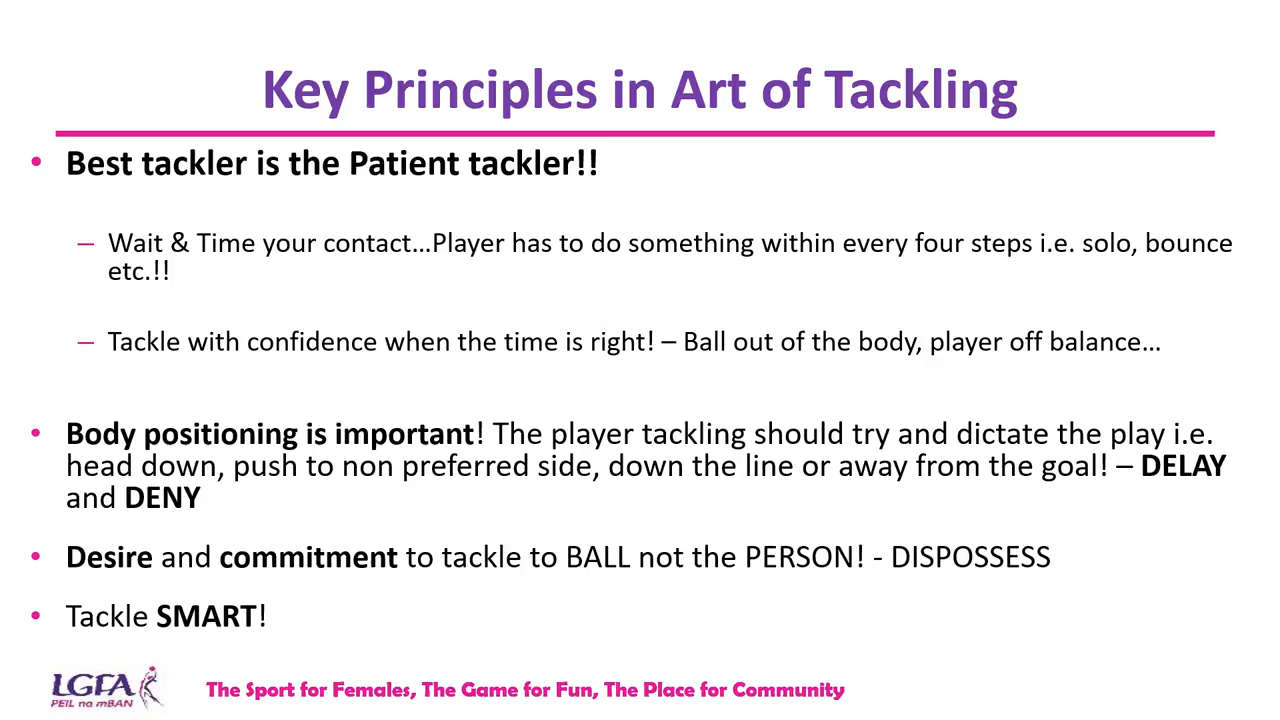 Key Principles in Art of Tackling
• Best tackler is the Patient tackler!!
– Wait & Time your contact…Player has to do something within every four steps i.e. solo, bounce
etc.!!
– Tackle with confidence when the time is right! – Ball out of the body, player off balance…
• Body positioning is important! The player tackling should try and dictate the play i.e.
head down, push to non preferred side, down the line or away from the goal! – DELAY
and DENY
• Desire and commitment to tackle to BALL not the PERSON! - DISPOSSESS
• Tackle SMART!
LGFA
PEIL na mBAN
The Sport for Females, The Game for Fun, The Place for Community